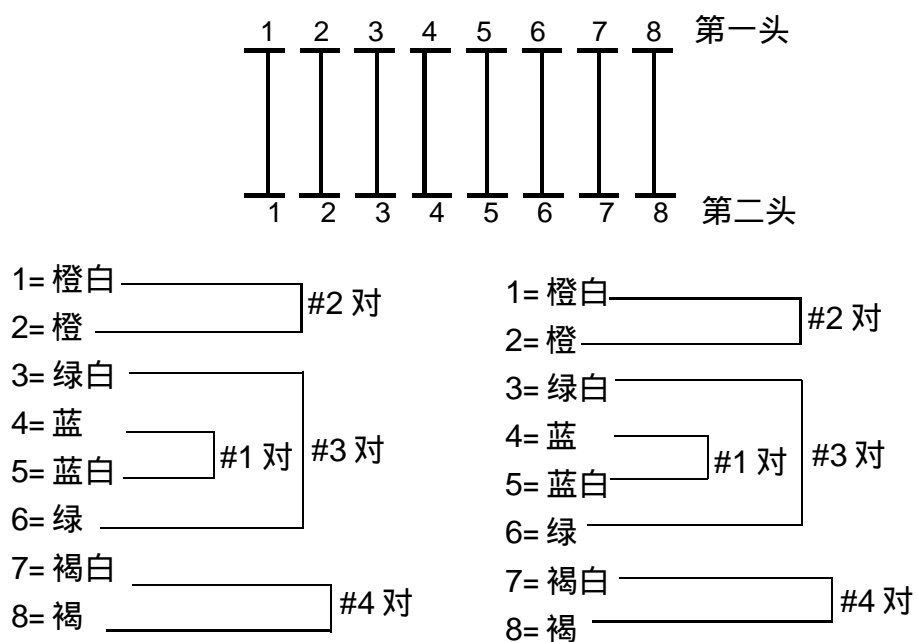 1 2 3 4 5 6 7 8 第一头
1 2 3 4 5 6 7 8 第二头
1= 橙白
2= 橙
#2 对
3= 绿白
4= 蓝
5= 蓝白
6= 绿
#1 对
#3 对
7= 褐白
8= 褐
#4 对
1= 橙白
2= 橙
#2 对
3= 绿白
4= 蓝
5= 蓝白
6= 绿
#1 对
#3 对
7= 褐白
8= 褐
#4 对